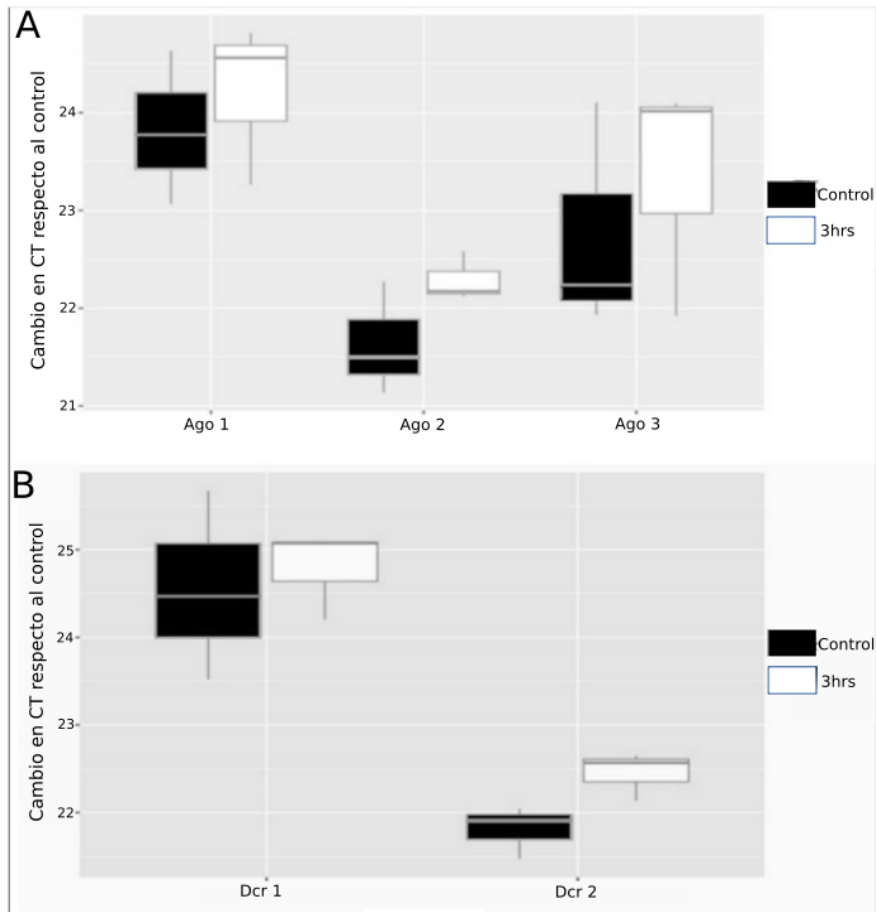 A
Cambio en CT respecto al control
24
23
22
21
Ago 1
Ago 2
Ago 3
Control
3hrs
B
Cambio en CT respecto al control
25
24
23
22
Dcr 1
Dcr 2
Control
3hrs